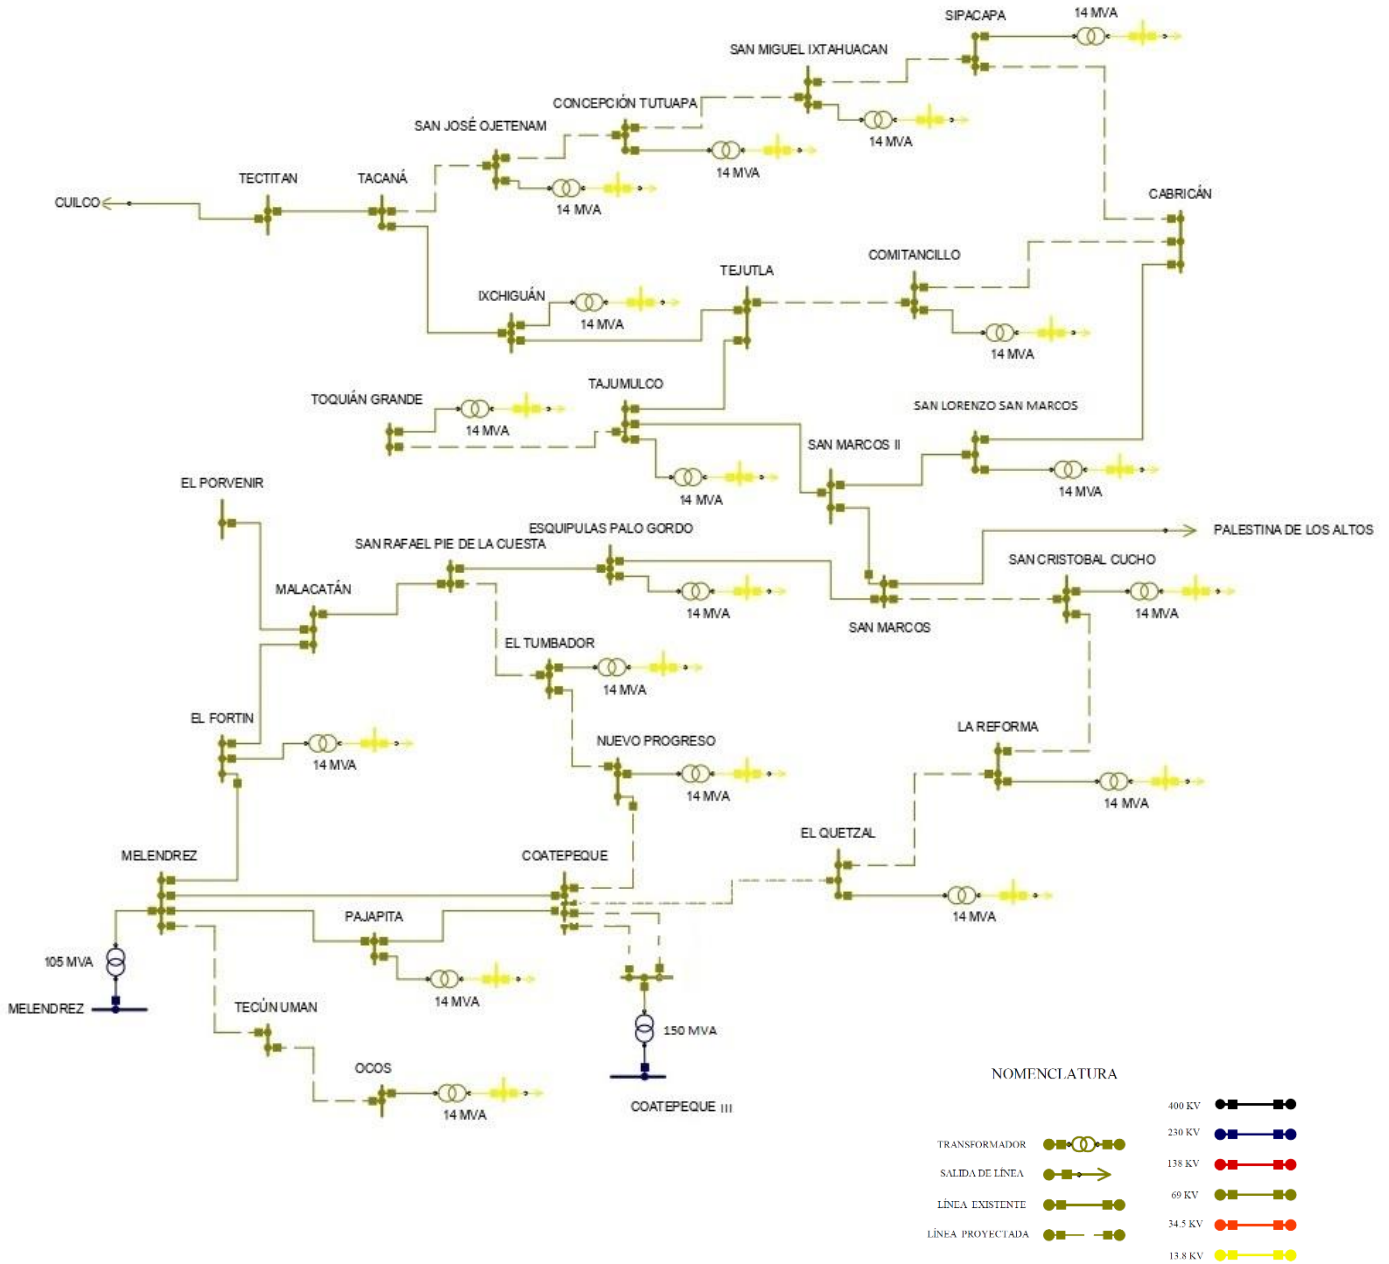 SIPACAPA
14 MVA
SAN MIGUEL IXTAHUACAN
CONCEPCIÓN TUTUAPA
14 MVA
SAN JOSÉ OJETENAM
14 MVA
TECTITAN
TACANÁ
14 MVA
CUILCO
CABRICÁN
COMITANCILLO
TEJUTLA
IXCHIGUÁN
14 MVA
14 MVA
TAJUMULCO
TOQUIÁN GRANDE
SAN LORENZO SAN MARCOS
14 MVA
SAN MARCOS II
EL PORVENIR
14 MVA
14 MVA
ESQUIPULAS PALO GORDO
PALESTINA DE LOS ALTOS
SAN RAFAEL PIE DE LA CUESTA
SAN CRISTOBAL CUCHO
MALACATÁN
14 MVA
14 MVA
SAN MARCOS
EL TUMBADOR
14 MVA
EL FORTIN
LA REFORMA
NUEVO PROGRESO
14 MVA
14 MVA
14 MVA
EL QUETZAL
MELENDREZ
COATEPEQUE
PAJAPITA
14 MVA
105 MVA
14 MVA
MELENDREZ
TECÚN UMAN
150 MVA
OCOS
14 MVA
COATEPEQUE III
NOMENCLATURA
400 KV
230 KV
TRANSFORMADOR
138 KV
SALIDA DE LÍNEA
69 KV
LÍNEA EXISTENTE
34.5 KV
LÍNEA PROYECTADA
13.8 KV